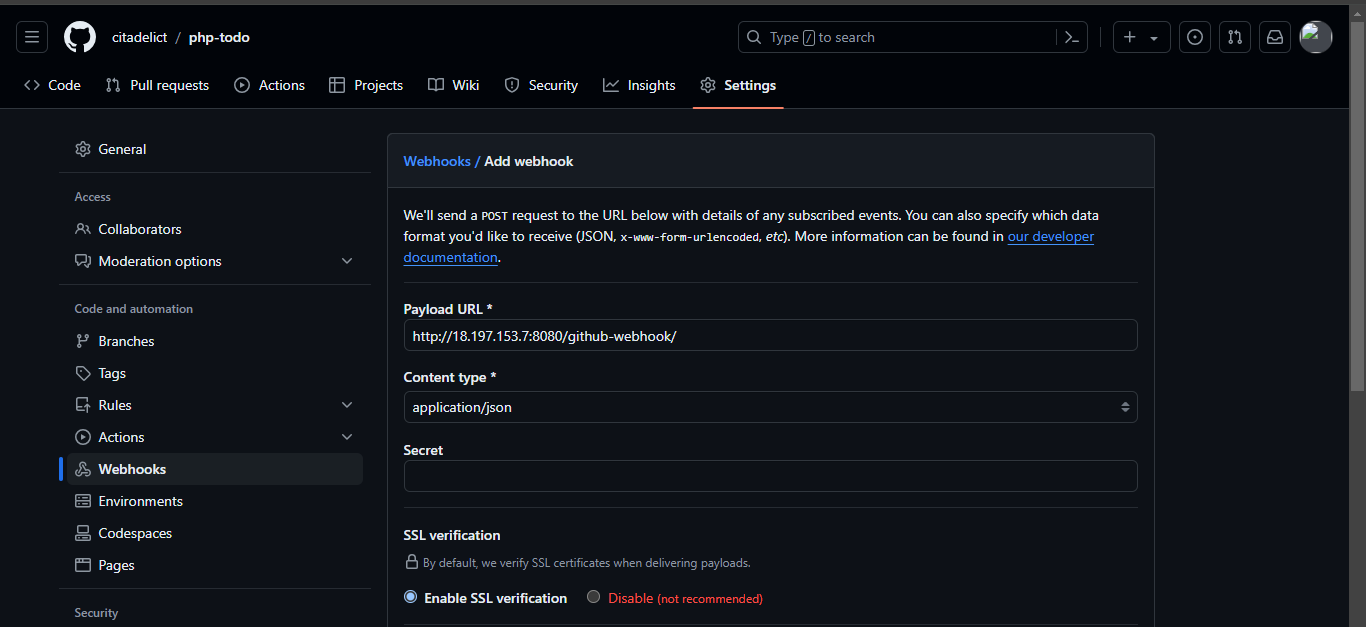 citadelict / php-todo
Type / to search
Code
Pull requests
Actions
Projects
Wiki
Security
Insights
Settings
General
Access
Collaborators
Moderation options
Code and automation
Branches
Tags
Rules
Actions
Webhooks
Environments
Codespaces
Pages
Security
Webhooks / Add webhook
We'll send a POST request to the URL below with details of any subscribed events. You can also specify which data
format you'd like to receive (JSON, x-www-form-urlencoded, etc). More information can be found in our developer
documentation.
Payload URL *
http://18.197.153.7:8080/github-webhook/
Content type *
application/json
Secret
SSL verification
By default, we verify SSL certificates when delivering payloads.
Enable SSL verification
Disable (not recommended)